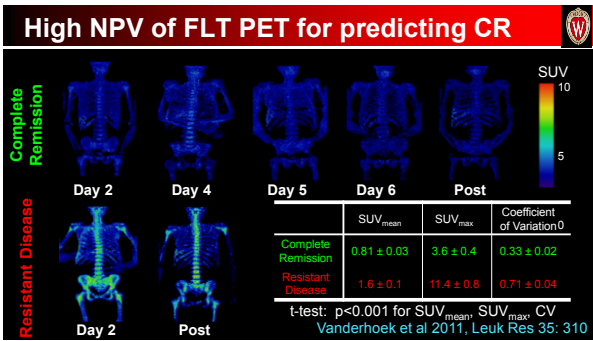 High NPV of FLT PET for predicting CR
W
SUV
10
5
0
Complete
Remission
Day 2
Day 4
Day 5
Day 6
Post
Resistant Disease
Day 2
Post
SUVmean
SUVmax
Coefficient
of Variation
Complete
Remission
0.81 ± 0.03
3.6 ± 0.4
0.33 ± 0.02
Resistant
Disease
1.6 ± 0.1
11.4 ± 0.8
0.71 ± 0.04
t-test: p<0.001 for SUVmean, SUVmax, CV
Vanderhoek et al 2011, Leuk Res 35: 310